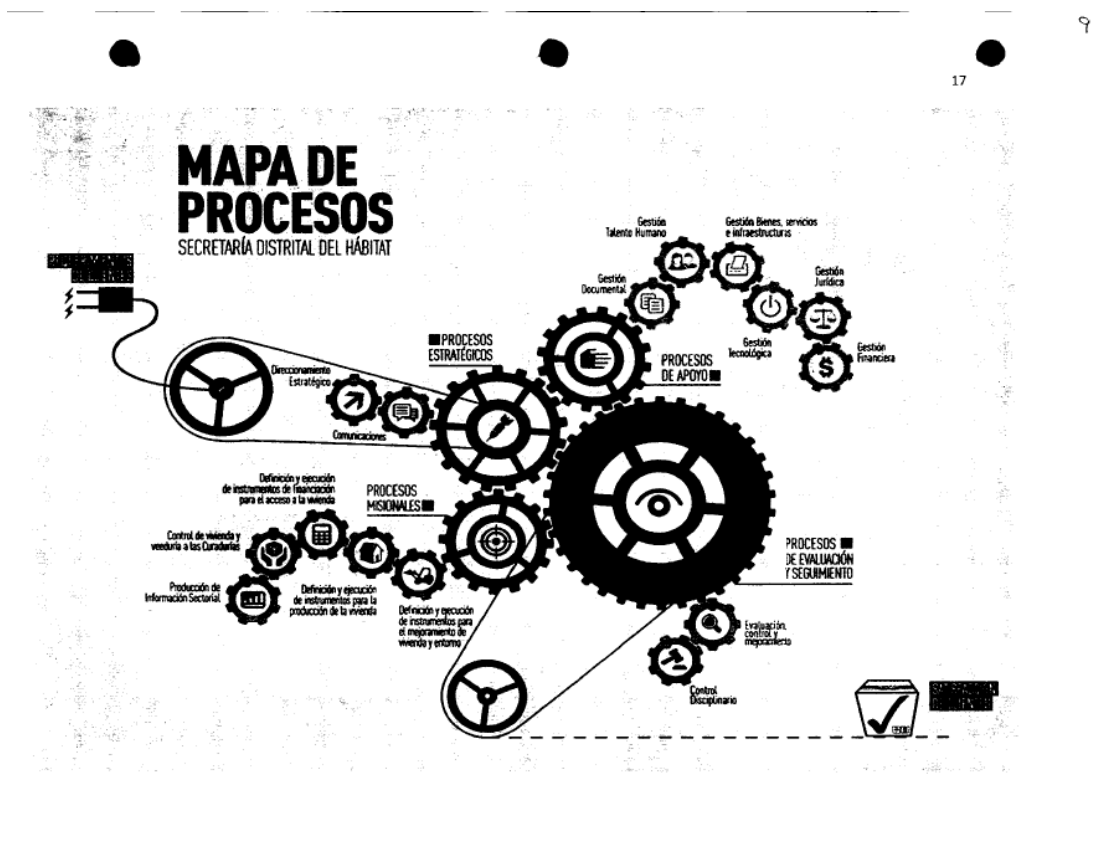 9
17
MAPA DE
PROCESOS
SECRETARÍA DISTRITAL DEL HÁBITAT
Gestión
Talento Humano
Gestión Bienes, servicios
e infraestructuras
Gestión
Documental
Gestión
Jurídica
Gestión
Tecnológica
Gestión
Financiera
$
PROCESOS
ESTRATÉGICOS
PROCESOS
DE APOYO
Direccionamiento
Estratégico
Comunicaciones
Definición y ejecución
de instrumentos de financiación
para el acceso a la vivienda
PROCESOS
MISIONALES
Control de vivienda y
veeduría a las Curadurías
Producción de
Información Sectorial
Definición y ejecución
de instrumentos para la
producción de la vivienda
Definición y ejecución
de instrumentos para
el mejoramiento de
vivienda y entorno
PROCESOS
DE EVALUACIÓN
Y SEGUIMIENTO
Evaluación,
control y
mejoramiento
Control
Disciplinario